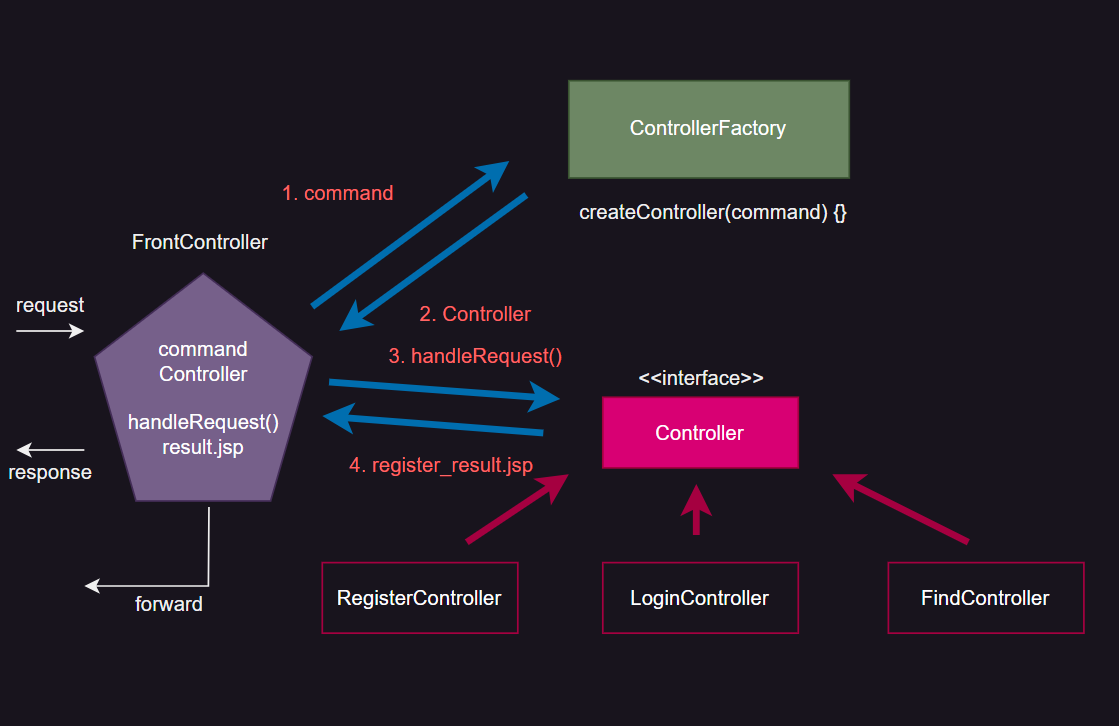 ControllerFactory
1. command
createController(command) {}
FrontController
request
2. Controller
command
Controller
3. handleRequest()
<<interface>>
handleRequest()
result.jsp
Controller
response
4. register_result.jsp
forward
RegisterController
LoginController
FindController